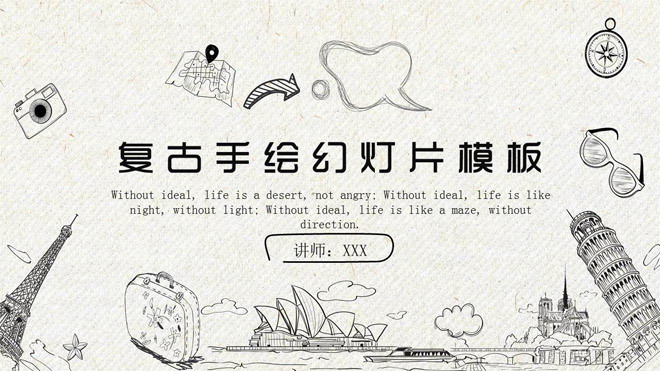 复古手绘幻灯片模板
Without ideal, life is a desert, not angry; Without ideal, life is like
night, without light; Without ideal, life is like a maze, without
direction.
讲师：XXX